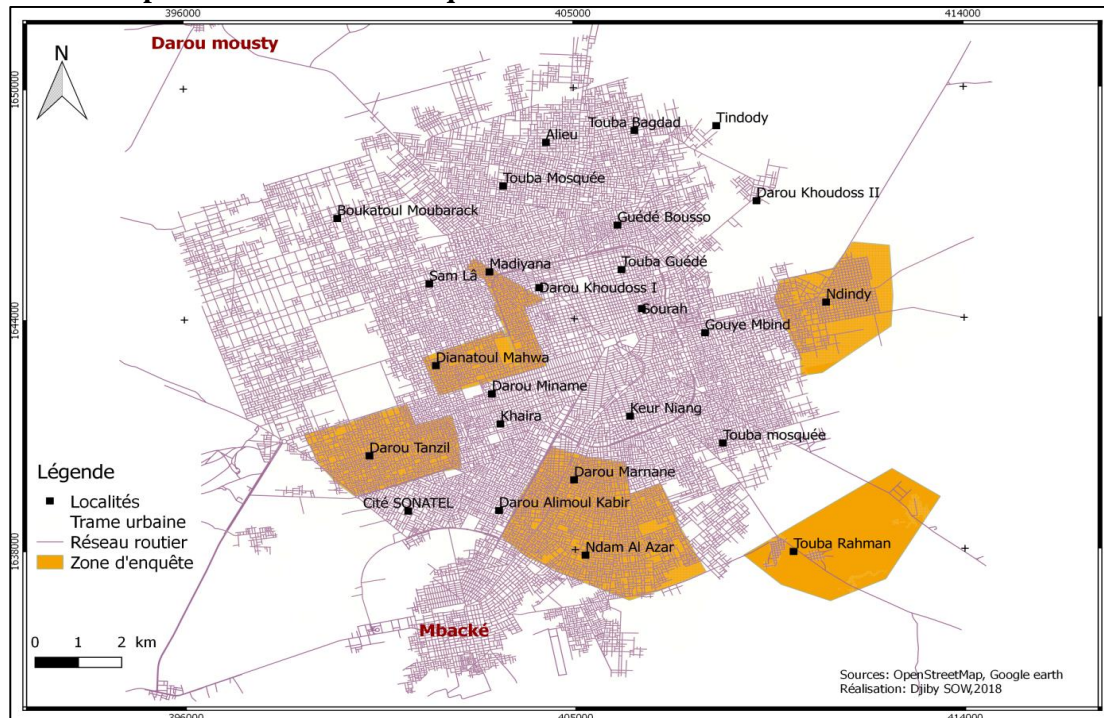 396000 405000 414000
Darou mousty
N
1650000
Touba Bagdad
Tindody
Alieu
Touba Mosquée
Darou Khoudoss II
Boukatoul Moubarack
Guédé Bousso
Touba Guédé
Madiyana
Sam Lâ
Darou Khoudoss I
Ndindy
Sourah
1644000
Gouye Mbind
Dianatoul Mahwa
Darou Miname
Keur Niang
Khaira
Touba mosquée
Darou Tanzil
Darou Marnane
Légende
Localités
Trame urbaine
Réseau routier
Zone d'enquête
Cité SONATEL
Darou Alimoul Kabir
1638000
Ndam Al Azar
Touba Rahman
0 1 2 km
Mbacké
Sources: OpenStreetMap, Google earth
Réalisation: Djiby SOW,2018
396000 405000 414000